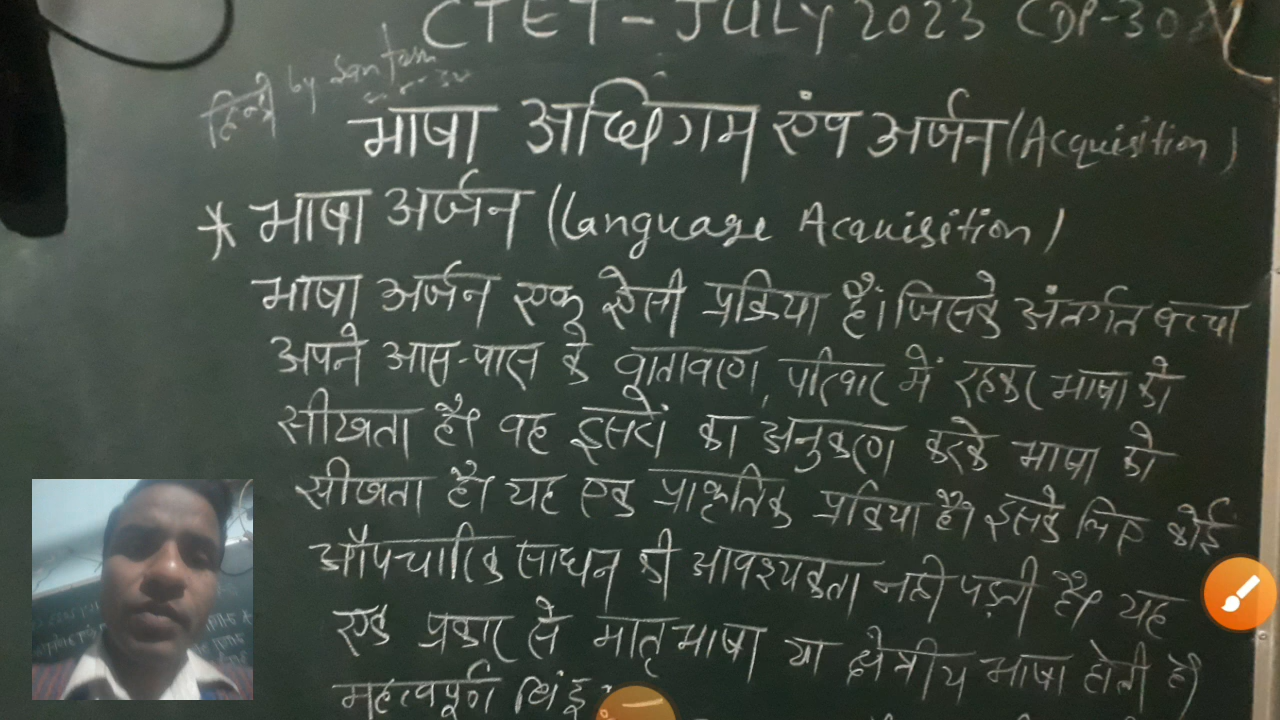 CTET - JULY 2023 CDP-30
हिन्दी by Santosh
भाषा अधिगम एंव अर्जन (Acquisition)
* भाषा अर्जन (Language Acquisition)
भाषा अर्जन एक ऐसी प्रक्रिया है। जिसके अंतर्गत बच्चा
अपने आस-पास के वातावरण, परिवार में रहकर भाषा को
सीखता है। वह दूसरों का अनुकरण करके भाषा को
सीखता है। यह एक प्राकृतिक प्रक्रिया है। इसके लिए कोई
औपचारिक साधन की आवश्यकता नही पड़ती है। यह
एक प्रकार से मातृभाषा या क्षेत्रीय भाषा होती है।
महत्वपूर्ण बिंदु